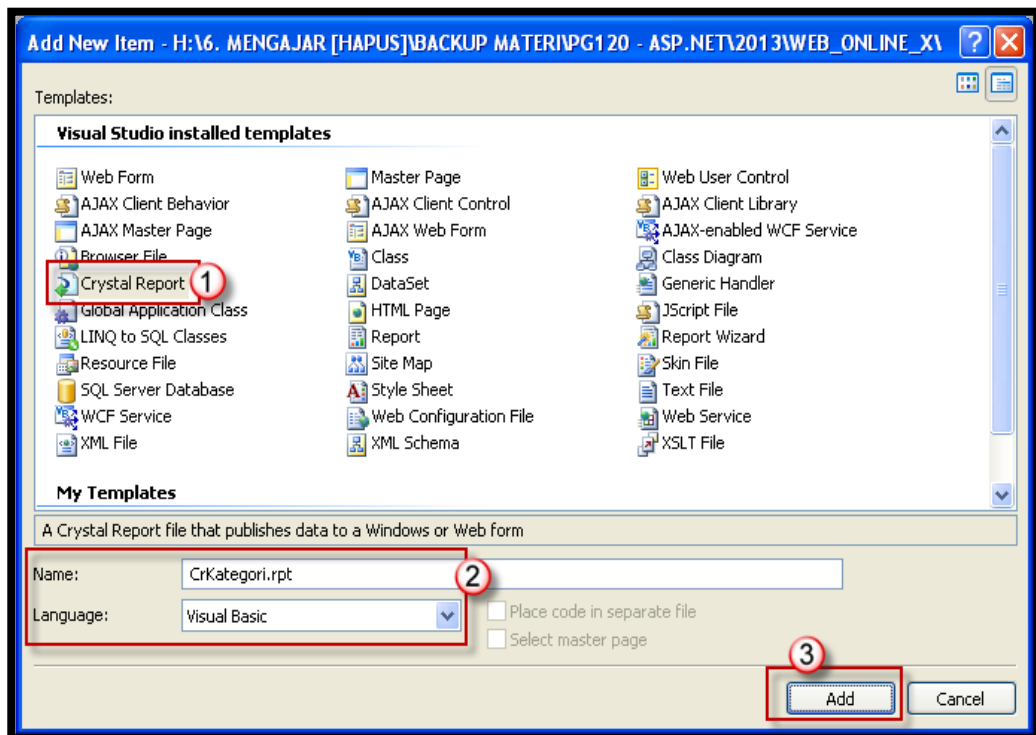 Add New Item - H:\6. MENGAJAR [HAPUS]\BACKUP MATERI\PG120 - ASP.NET\2013\WEB_ONLINE_X\
Templates:
Visual Studio installed templates
Web Form Master Page Web User Control
AJAX Client Behavior AJAX Client Control AJAX Client Library
AJAX Master Page AJAX Web Form AJAX-enabled WCF Service
Browser File Class Class Diagram
Crystal Report 1 DataSet Generic Handler
Global Application Class HTML Page JScript File
LINQ to SQL Classes Report Report Wizard
Resource File Site Map Skin File
SQL Server Database Style Sheet Text File
WCF Service Web Configuration File Web Service
XML File XML Schema XSLT File
My Templates
A Crystal Report file that publishes data to a Windows or Web form
Name: CrKategori.rpt 2
Language: Visual Basic Place code in separate file
Select master page
3
Add Cancel